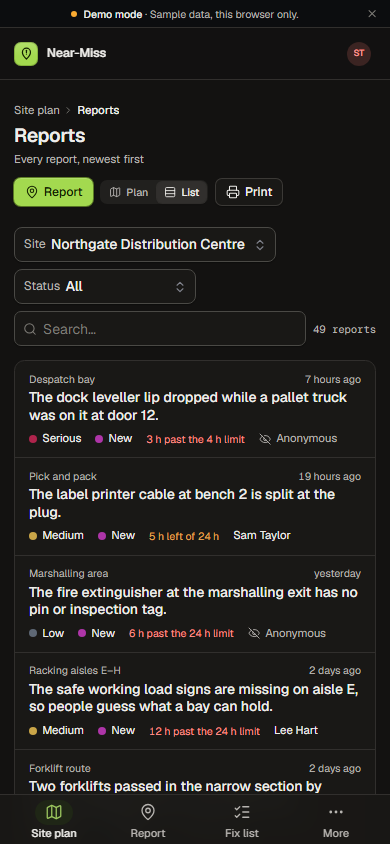 Demo mode · Sample data, this browser only.
Near-Miss
ST
Site plan > Reports
Reports
Every report, newest first
Report Plan List Print
Site Northgate Distribution Centre
Status All
Search... 49 reports
Despatch bay 7 hours ago
The dock leveller lip dropped while a pallet truck
was on it at door 12.
Serious New 3 h past the 4 h limit Anonymous
Pick and pack 19 hours ago
The label printer cable at bench 2 is split at the
plug.
Medium New 5 h left of 24 h Sam Taylor
Marshalling area yesterday
The fire extinguisher at the marshalling exit has no
pin or inspection tag.
Low New 6 h past the 24 h limit Anonymous
Racking aisles E–H 2 days ago
The safe working load signs are missing on aisle E,
so people guess what a bay can hold.
Medium New 12 h past the 24 h limit Lee Hart
Forklift route 2 days ago
Two forklifts passed in the narrow section by
Site plan Report Fix list More